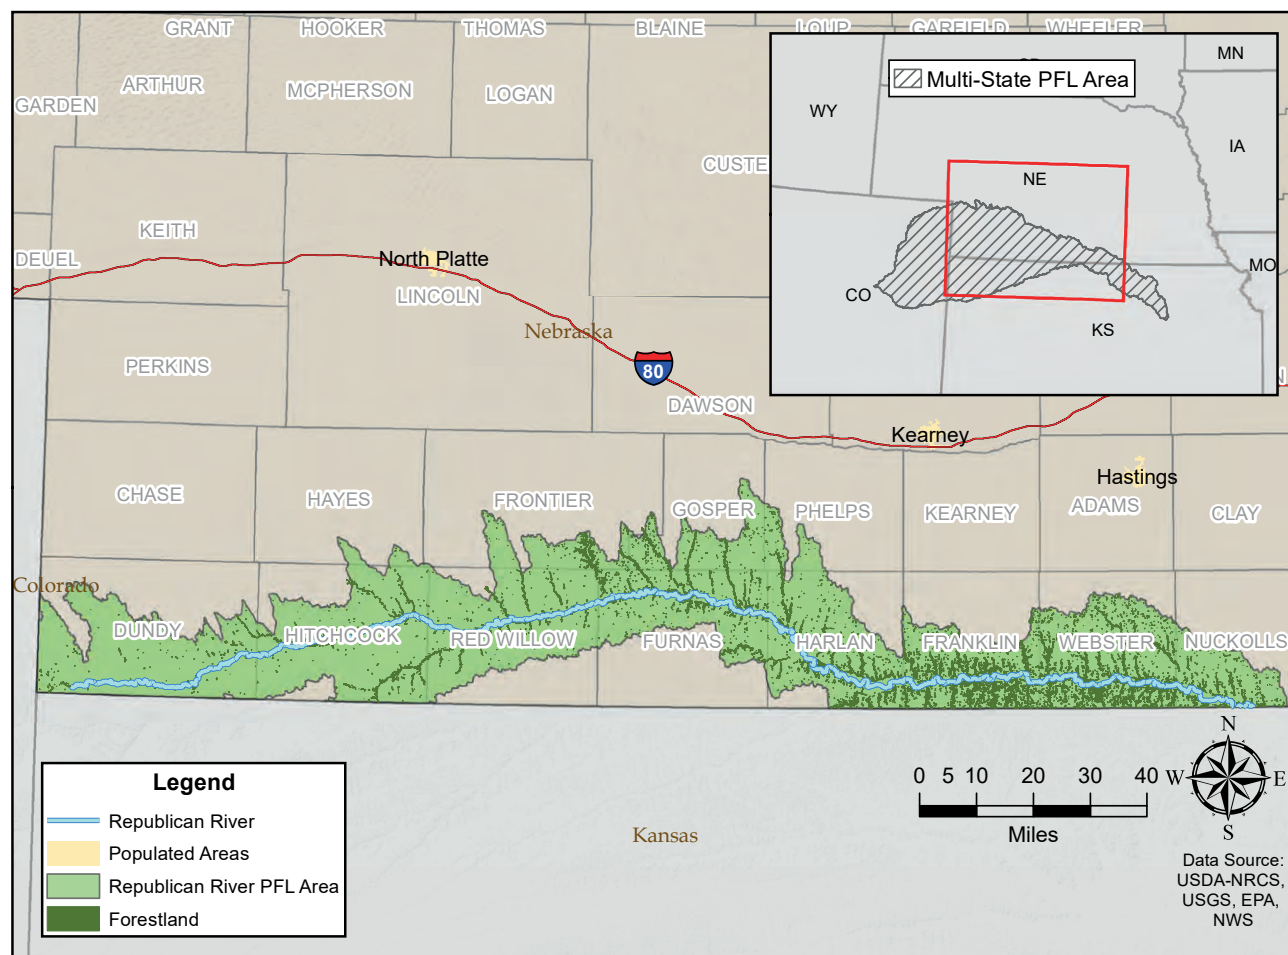 GRANT
HOOKER
THOMAS
BLAINE
LOUP
GARFIELD
WHEELER
GARDEN
ARTHUR
MCPHERSON
LOGAN
CUSTE
Multi-State PFL Area
MN
WY
IA
NE
MO
CO
KS
KEITH
DEUEL
North Platte
LINCOLN
Nebraska
PERKINS
80
DAWSON
Kearney
Hastings
CHASE
HAYES
FRONTIER
GOSPER
PHELPS
KEARNEY
ADAMS
CLAY
Colorado
DUNDY
HITCHCOCK
RED WILLOW
FURNAS
HARLAN
FRANKLIN
WEBSTER
NUCKOLLS
Legend
Republican River
Populated Areas
Republican River PFL Area
Forestland
Kansas
0 5 10 20 30 40
Miles
N
W E
S
Data Source:
USDA-NRCS,
USGS, EPA,
NWS